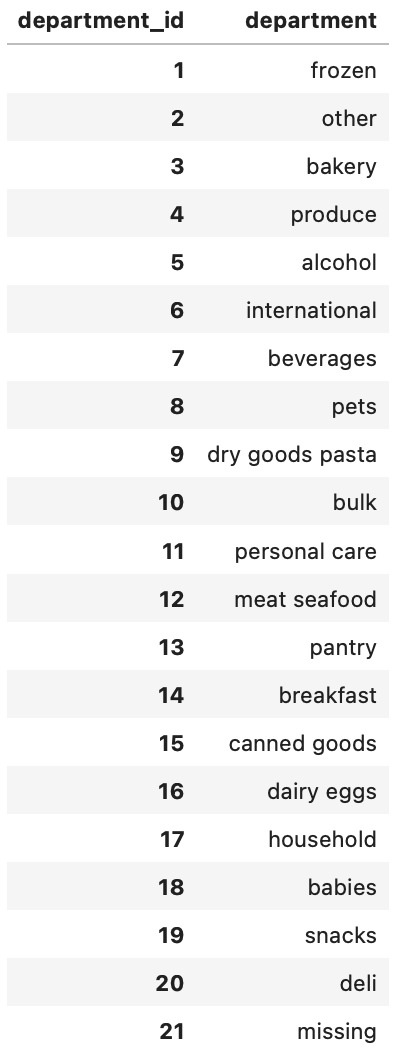 department_id department
1 frozen
2 other
3 bakery
4 produce
5 alcohol
6 international
7 beverages
8 pets
9 dry goods pasta
10 bulk
11 personal care
12 meat seafood
13 pantry
14 breakfast
15 canned goods
16 dairy eggs
17 household
18 babies
19 snacks
20 deli
21 missing